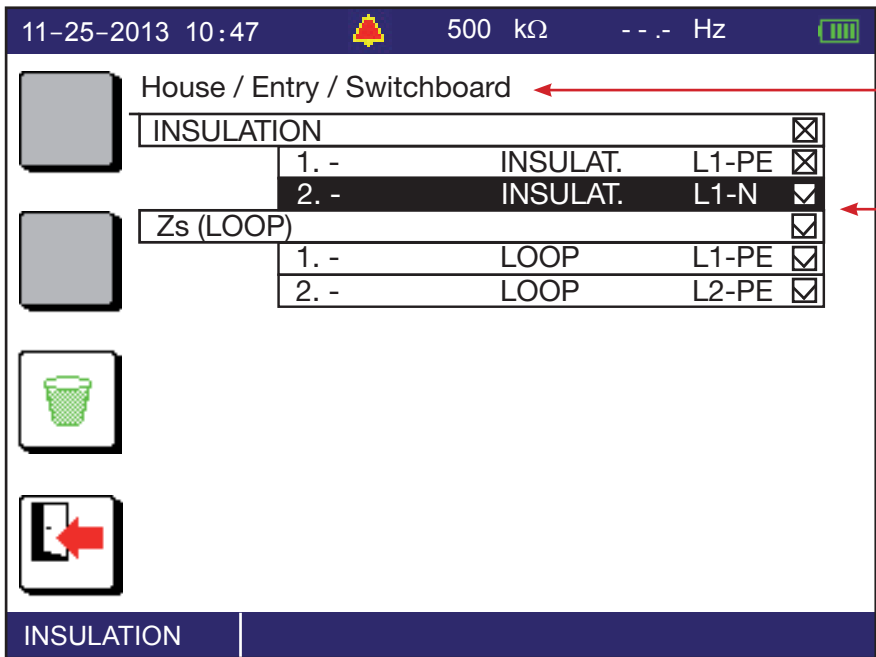 11-25-2013 10:47 500 kΩ - - .- Hz
House / Entry / Switchboard
INSULATION
1. - INSULAT. L1-PE
2. - INSULAT. L1-N
Zs (LOOP)
1. - LOOP L1-PE
2. - LOOP L2-PE
INSULATION